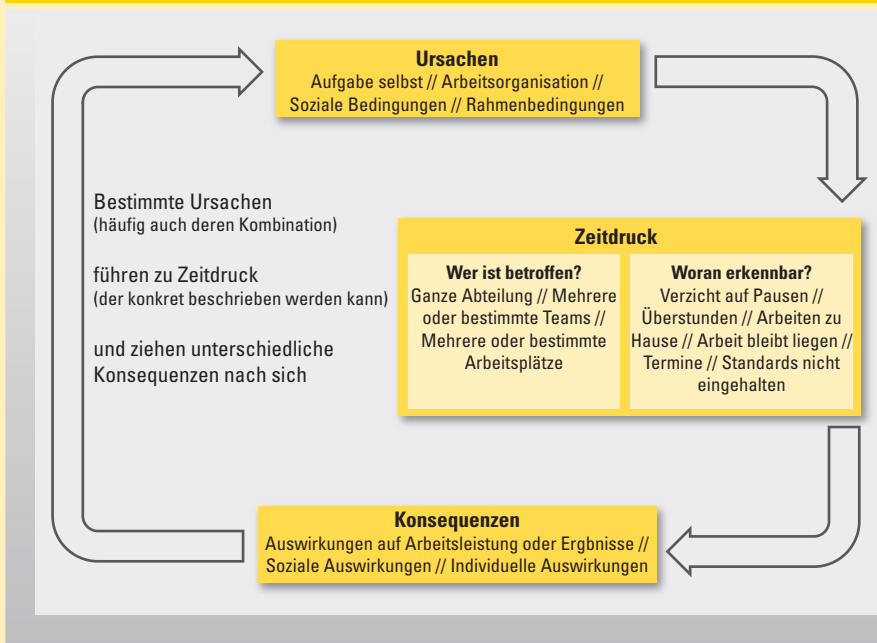 Ursachen
Aufgabe selbst // Arbeitsorganisation //
Soziale Bedingungen // Rahmenbedingungen
Bestimmte Ursachen
(häufig auch deren Kombination)
führen zu Zeitdruck
(der konkret beschrieben werden kann)
und ziehen unterschiedliche
Konsequenzen nach sich
Zeitdruck
Wer ist betroffen?
Ganze Abteilung // Mehrere
oder bestimmte Teams //
Mehrere oder bestimmte
Arbeitsplätze
Woran erkennbar?
Verzicht auf Pausen //
Überstunden // Arbeiten zu
Hause // Arbeit bleibt liegen //
Termine // Standards nicht
eingehalten
Konsequenzen
Auswirkungen auf Arbeitsleistung oder Ergbnisse //
Soziale Auswirkungen // Individuelle Auswirkungen